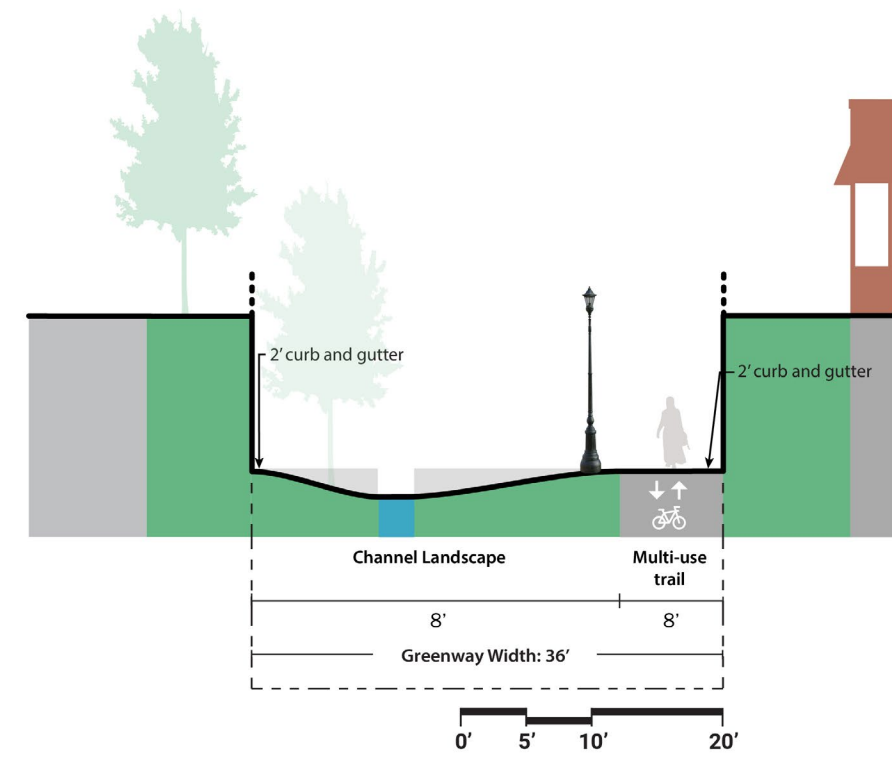 2’ curb and gutter
2’ curb and gutter
Channel Landscape
Multi-use
trail
8’
8’
Greenway Width: 36’
0’ 5’ 10’ 20’